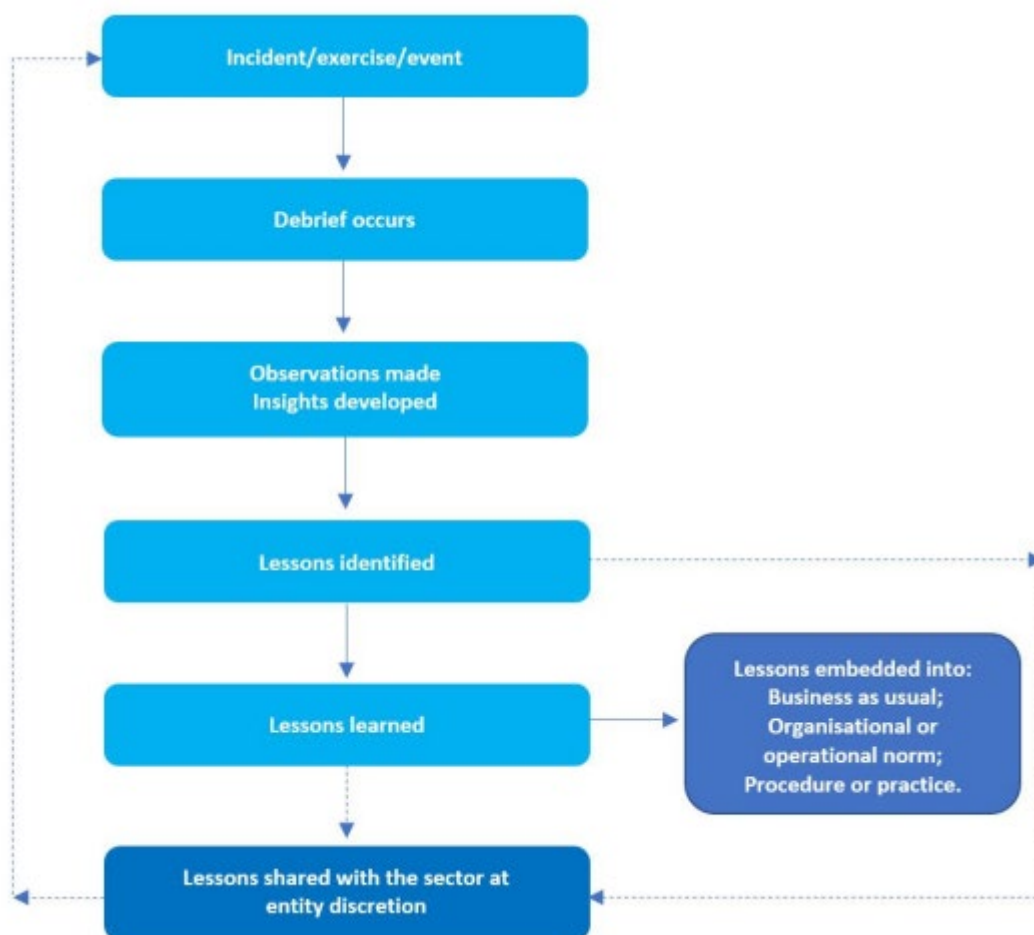 Incident/exercise/event
Debrief occurs
Observations made
Insights developed
Lessons identified
Lessons learned
Lessons embedded into:
Business as usual;
Organisational or
operational norm;
Procedure or practice.
Lessons shared with the sector at
entity discretion